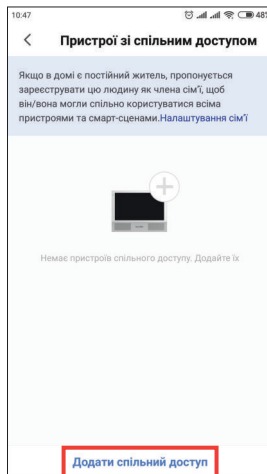 10:47
48%
Пристрої зі спільним доступом
Якщо в домі є постійний житель, пропонується
зареєструвати цю людину як члена сім'ї, щоб
він/вона могли спільно користуватися всіма
пристроями та смарт-сценами.Налаштування сім'ї
Немає пристроїв спільного доступу. Додайте їх
Додати спільний доступ